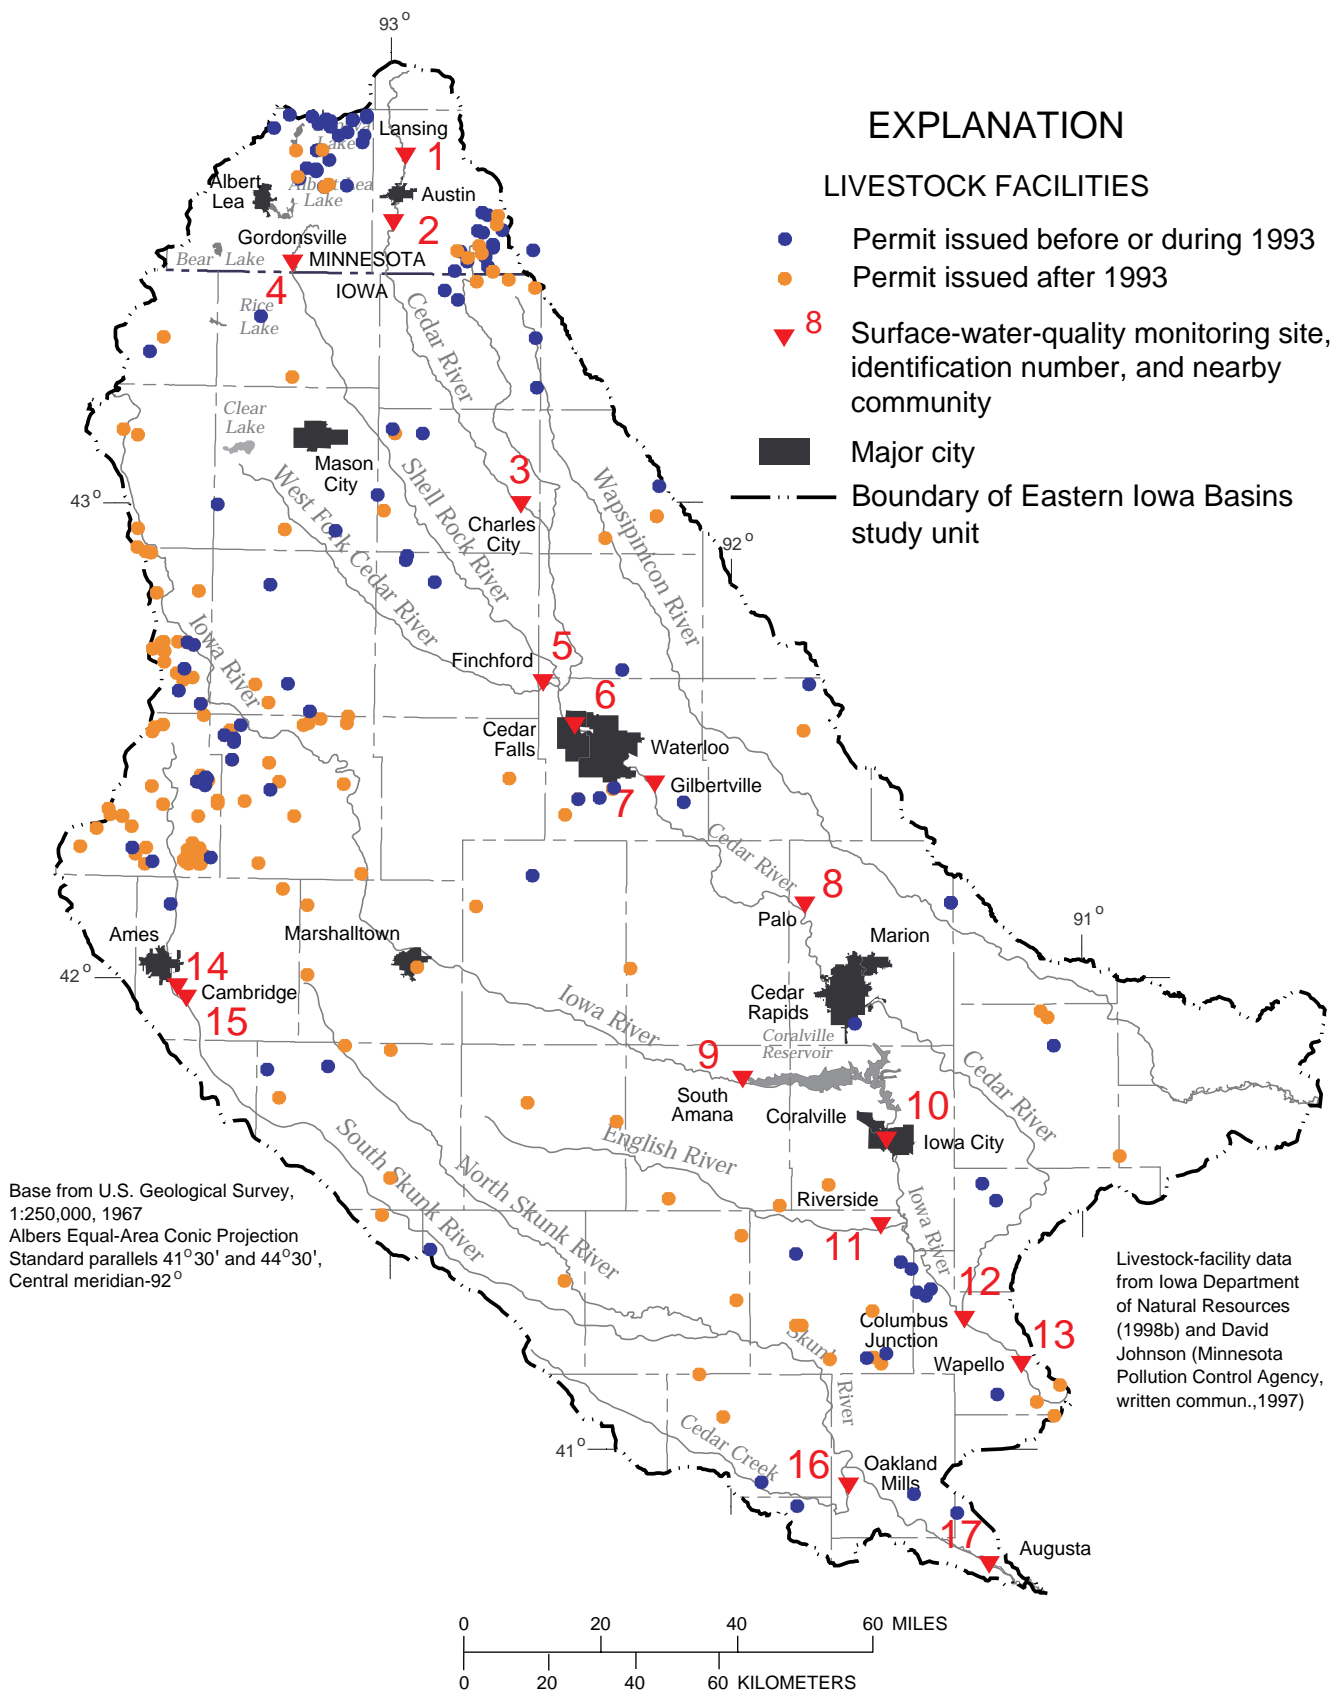 93°
EXPLANATION
LIVESTOCK FACILITIES
Permit issued before or during 1993
Permit issued after 1993
8
Surface-water-quality monitoring site,
identification number, and nearby
community
Major city
Boundary of Eastern Iowa Basins
study unit
Lansing
1
Lake
Albert
Lea
Albert Lea
Lake
Austin
2
Gordonsville
Bear Lake
MINNESOTA
IOWA
4
Rice
Lake
Cedar River
Clear
Lake
Mason
City
3
Charles
City
43°
92°
West Fork Cedar River
Shell Rock River
Wapsipinicon River
Iowa River
Finchford
5
6
Cedar
Falls
Waterloo
Gilbertville
7
Cedar River
8
Palo
Marion
91°
Ames
Marshalltown
42°
14
Cambridge
15
Cedar
Rapids
Iowa River
Coralville
Reservoir
9
South
Amana
Coralville
10
Iowa City
Cedar River
English River
South Skunk River
North Skunk River
Riverside
Iowa River
11
12
Columbus
Junction
13
Wapello
Skunk
River
Cedar Creek
41°
16
Oakland
Mills
17
Augusta
Base from U.S. Geological Survey,
1:250,000, 1967
Albers Equal-Area Conic Projection
Standard parallels 41°30' and 44°30',
Central meridian-92°
Livestock-facility data
from Iowa Department
of Natural Resources
(1998b) and David
Johnson (Minnesota
Pollution Control Agency,
written commun.,1997)
0 20 40 60 MILES
0 20 40 60 KILOMETERS